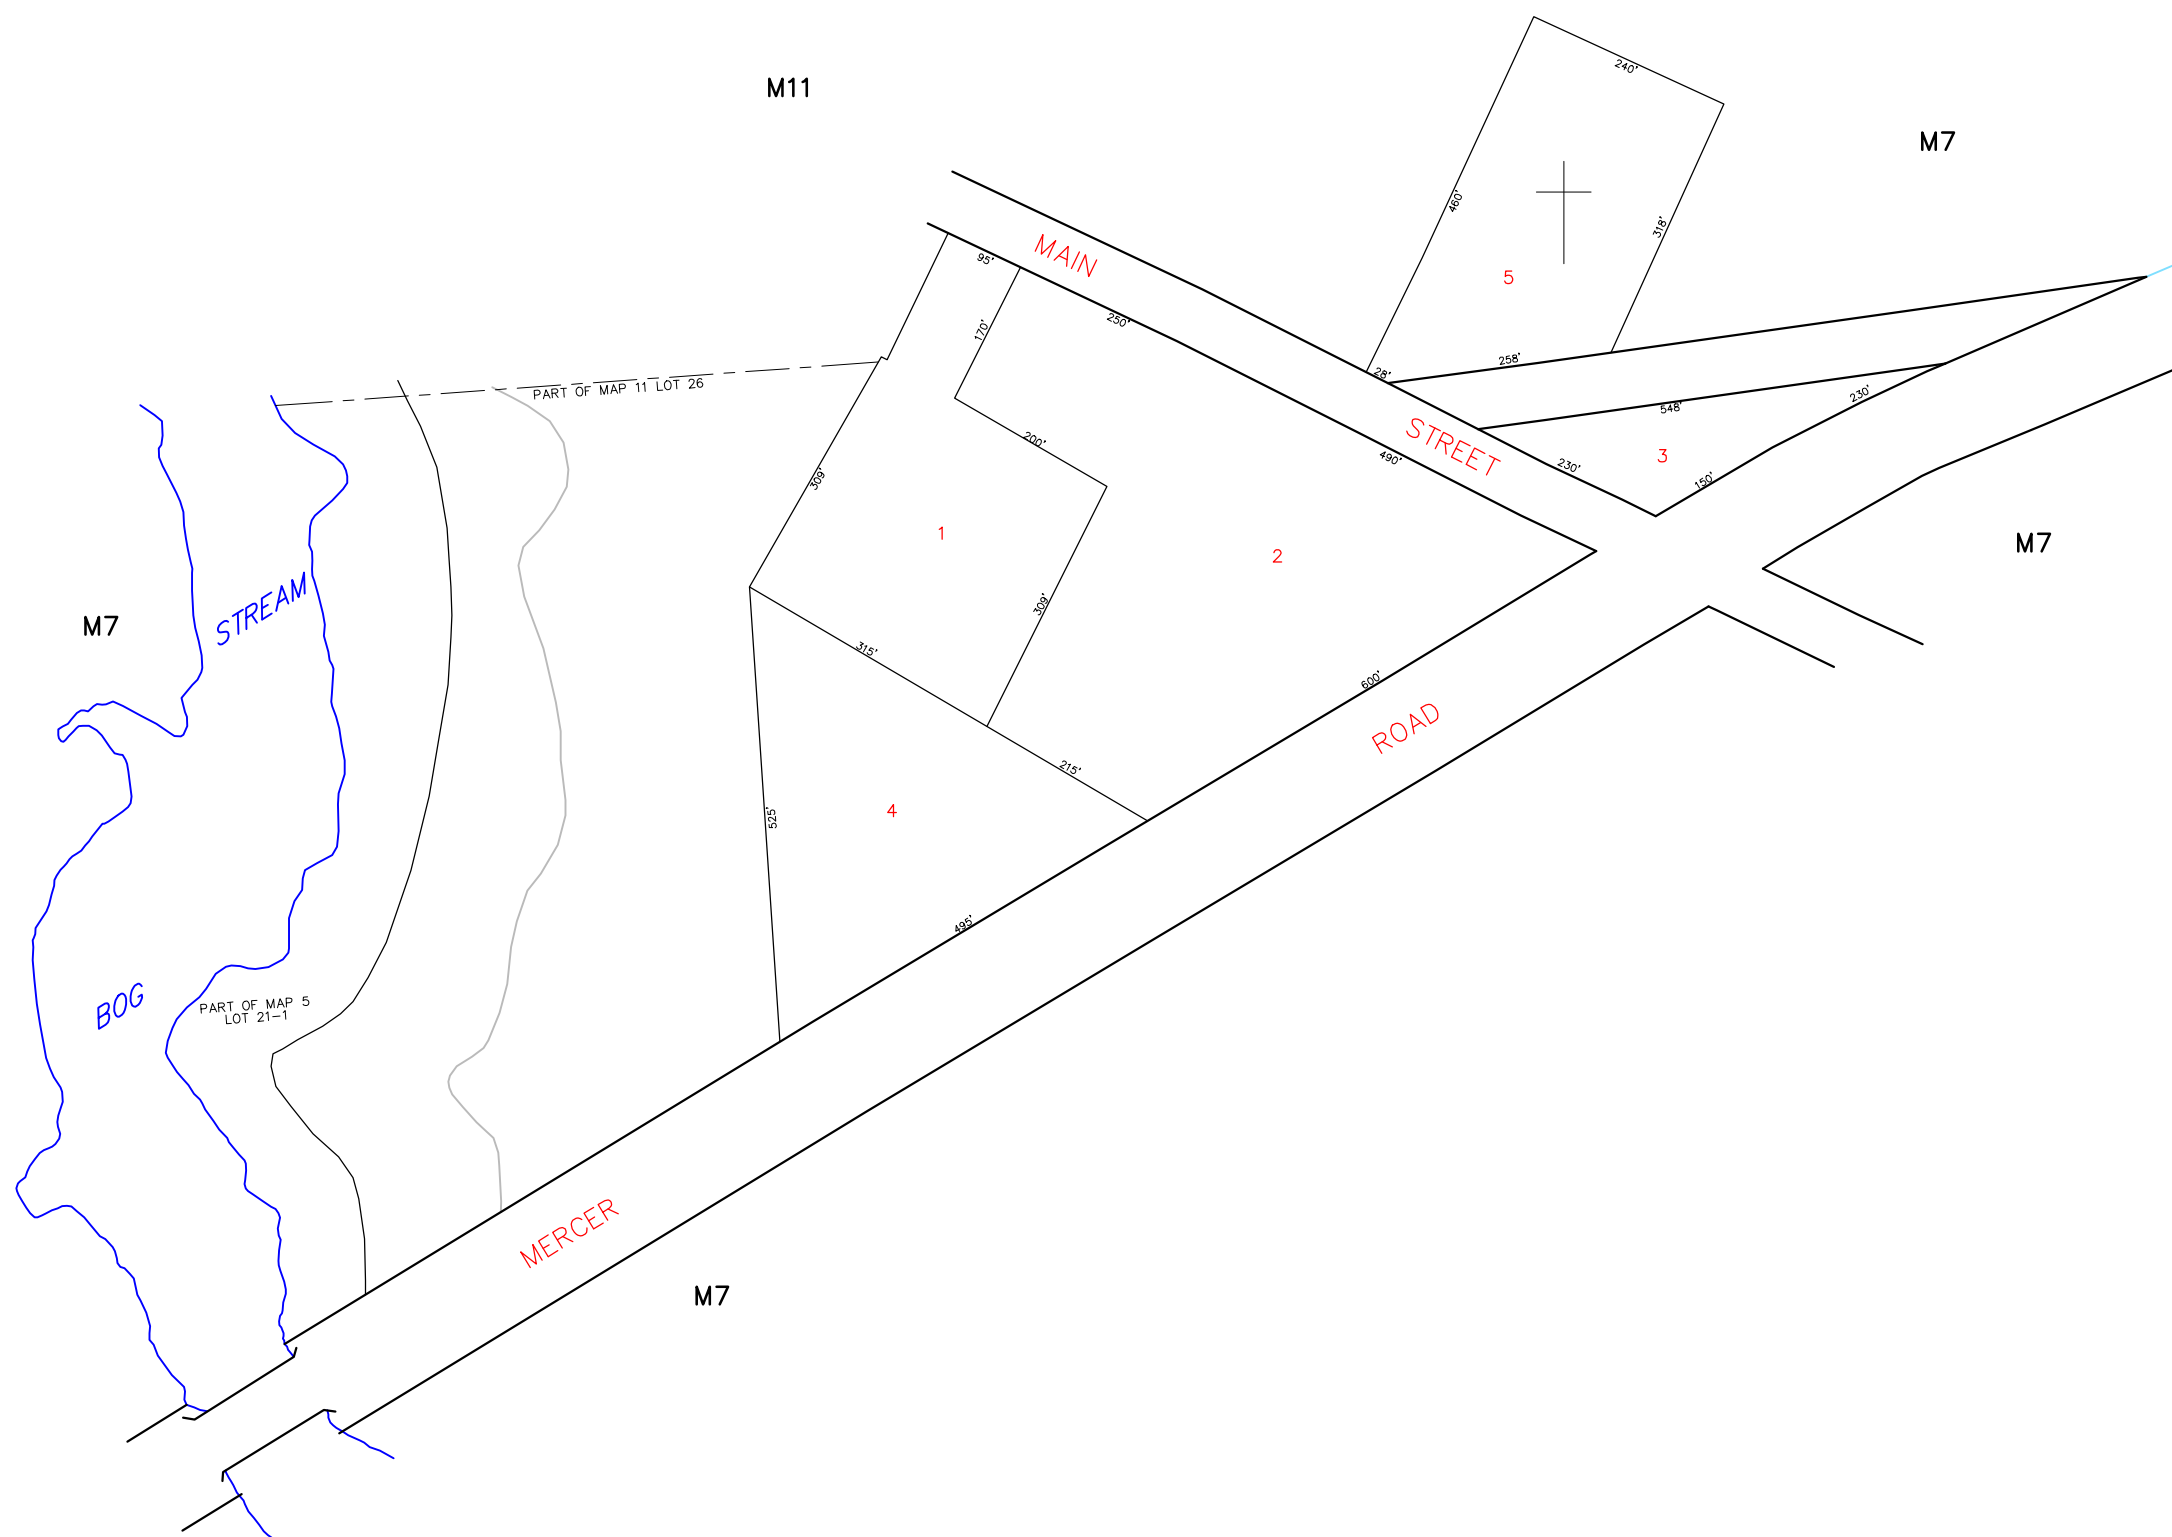 M11
240'
M7
460'
318'
MAIN
95'
5
170'
250'
258'
28'
PART OF MAP 11 LOT 26
230'
548'
STREET
200'
490'
3
230'
150'
309'
1
2
M7
STREAM
309'
M7
315'
600'
ROAD
215'
4
525'
495'
BOG
PART OF MAP 5
LOT 21-1
MERCER
M7